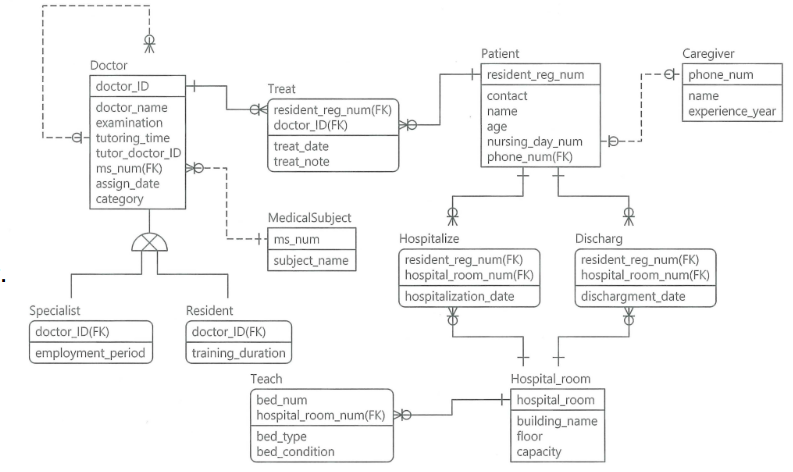 Doctor
doctor_ID
doctor_name
examination
tutoring_time
tutor_doctor_ID
ms_num(FK)
assign_date
category
Treat
resident_reg_num(FK)
doctor_ID(FK)
treat_date
treat_note
Patient
resident_reg_num
contact
name
age
nursing_day_num
phone_num(FK)
Caregiver
phone_num
name
experience_year
MedicalSubject
ms_num
subject_name
Hospitalize
resident_reg_num(FK)
hospital_room_num(FK)
hospitalization_date
Discharg
resident_reg_num(FK)
hospital_room_num(FK)
dischargment_date
Specialist
doctor_ID(FK)
employment_period
Resident
doctor_ID(FK)
training_duration
Teach
bed_num
hospital_room_num(FK)
bed_type
bed_condition
Hospital_room
hospital_room
building_name
floor
capacity